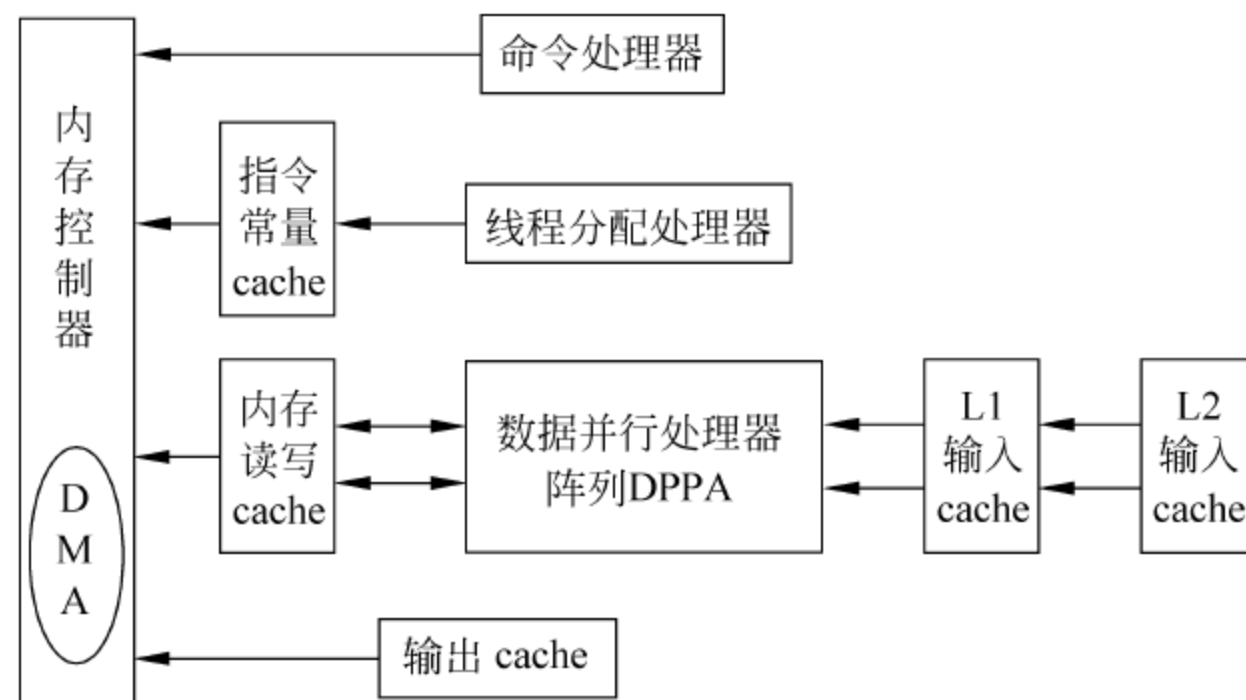 命令处理器
内存控制器
指令
常量
cache
线程分配处理器
内存
读写
cache
数据并行处理器
阵列DPPA
L1
输入
cache
L2
输入
cache
DMA
输出 cache